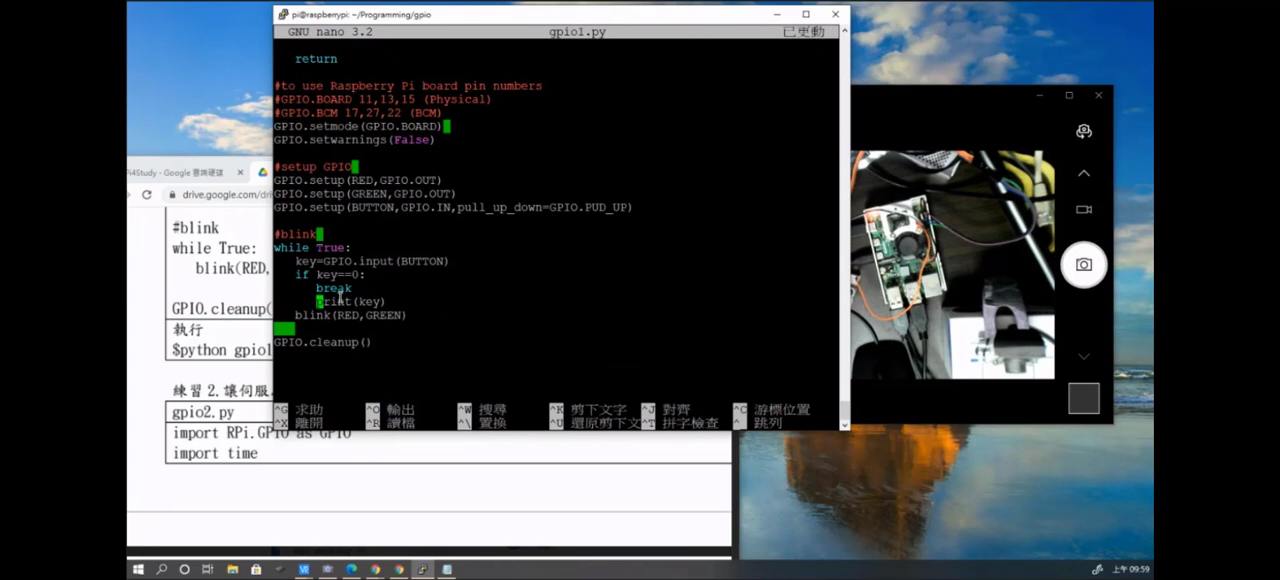 pi@raspberrypi: ~/Programming/gpio
GNU nano 3.2 gpio1.py 已更動
return
#to use Raspberry Pi board pin numbers
#GPIO.BOARD 11,13,15 (Physical)
#GPIO.BCM 17,27,22 (BCM)
GPIO.setmode(GPIO.BOARD)
GPIO.setwarnings(False)
#setup GPIO
GPIO.setup(RED,GPIO.OUT)
GPIO.setup(GREEN,GPIO.OUT)
GPIO.setup(BUTTON,GPIO.IN,pull_up_down=GPIO.PUD_UP)
#blink
while True:
key=GPIO.input(BUTTON)
if key==0:
break
print(key)
blink(RED,GREEN)
GPIO.cleanup()
^G 求助 ^O 輸出 ^W 搜尋 ^K 剪下文字 ^J 對齊 ^C 游標位置
^X 離開 ^R 讀檔 ^\ 置換 ^U 還原剪下文 ^T 拼字檢查 ^_ 跳列
Pi4Study - Google
drive.google.com/
#blink
while True:
blink(RED,
GPIO.cleanup(
執行
$python gpio1
練習 2.讓伺服
gpio2.py
import RPi.GPIO as GPIO
import time
上午 09:59